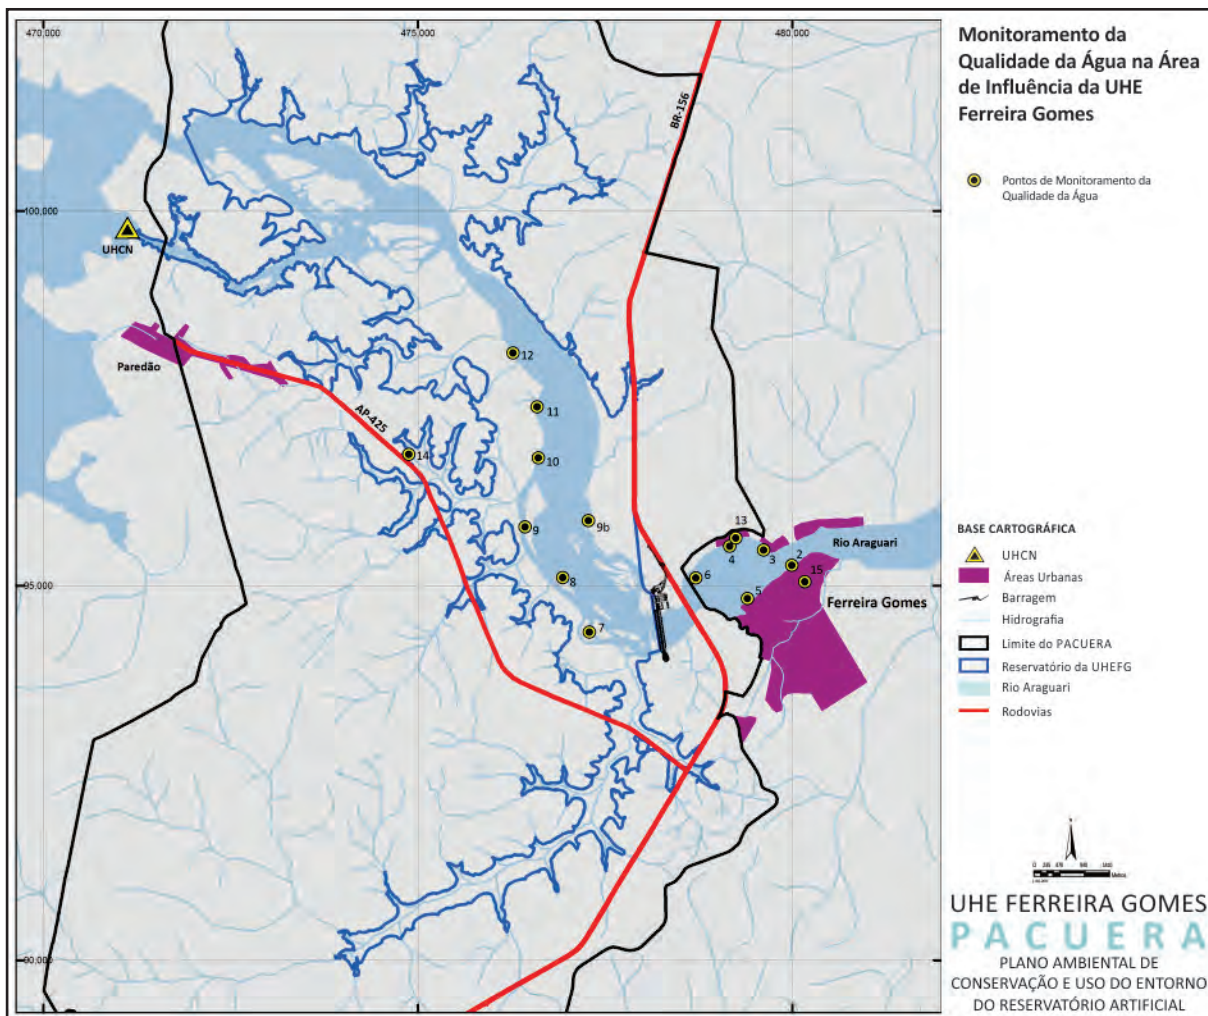 470,000
475,000
480,000
Monitoramento da
Qualidade da Água na Área
de Influência da UHE
Ferreira Gomes
Pontos de Monitoramento da
Qualidade da Água
BR-156
100,000
UHCN
Paredão
AP-425
12
11
10
14
9
9b
8
7
13
4
3
2
6
5
15
Rio Araguari
Ferreira Gomes
BASE CARTOGRÁFICA
UHCN
Áreas Urbanas
Barragem
Hidrografia
Limite do PACUERA
Reservatório da UHEFG
Rio Araguari
Rodovias
Metros
UHE FERREIRA GOMES
PACUERA
PLANO AMBIENTAL DE
CONSERVAÇÃO E USO DO ENTORNO
DO RESERVATÓRIO ARTIFICIAL